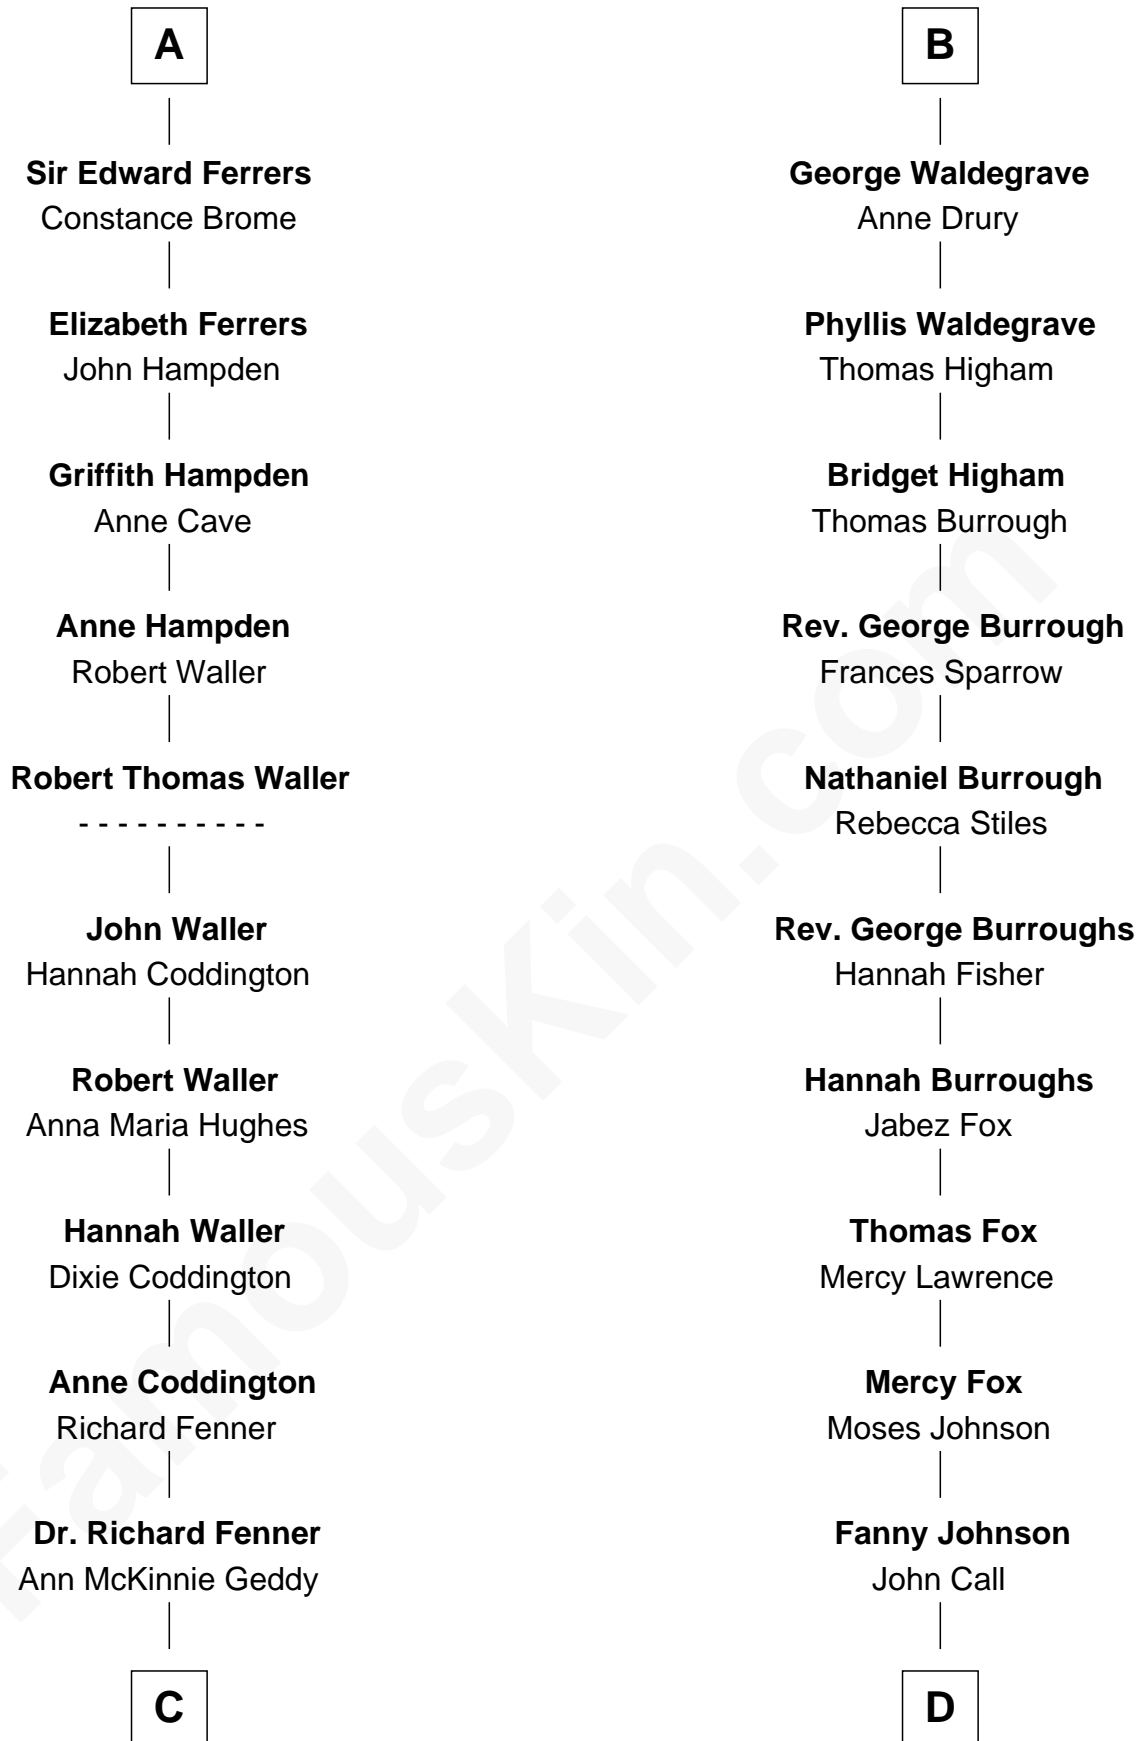 A
Sir Edward Ferrers
Constance Brome
Elizabeth Ferrers
John Hampden
Griffith Hampden
Anne Cave
Anne Hampden
Robert Waller
Robert Thomas Waller
- - - - - - - - - -
John Waller
Hannah Coddington
Robert Waller
Anna Maria Hughes
Hannah Waller
Dixie Coddington
Anne Coddington
Richard Fenner
Dr. Richard Fenner
Ann McKinnie Geddy
C
B
George Waldegrave
Anne Drury
Phyllis Waldegrave
Thomas Higham
Bridget Higham
Thomas Burrough
Rev. George Burrough
Frances Sparrow
Nathaniel Burrough
Rebecca Stiles
Rev. George Burroughs
Hannah Fisher
Hannah Burroughs
Jabez Fox
Thomas Fox
Mercy Lawrence
Mercy Fox
Moses Johnson
Fanny Johnson
John Call
D
FamousKin.com